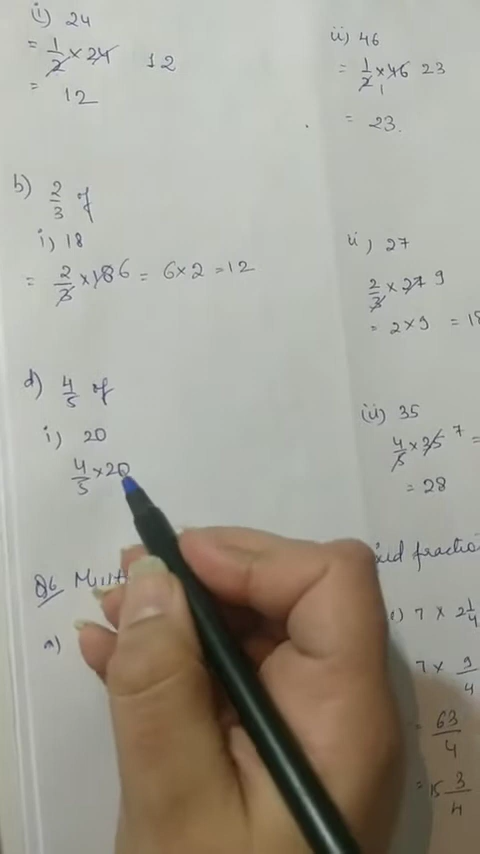 i) 24
= 1/2 × 24 12
= 12
ii) 46
= 1/2 × 46 23
1
= 23.
b) 2/3 of
i) 18
= 2/3 × 18 6 = 6 × 2 = 12
ii) 27
2/3 × 27 9
= 2 × 9 = 18
d) 4/5 of
i) 20
4/5 × 20
(ii) 35
4/5 × 35 7 =
= 28
Q6
a)
7 × 2 1/4
7 × 9/4
= 63/4
= 15 3/4